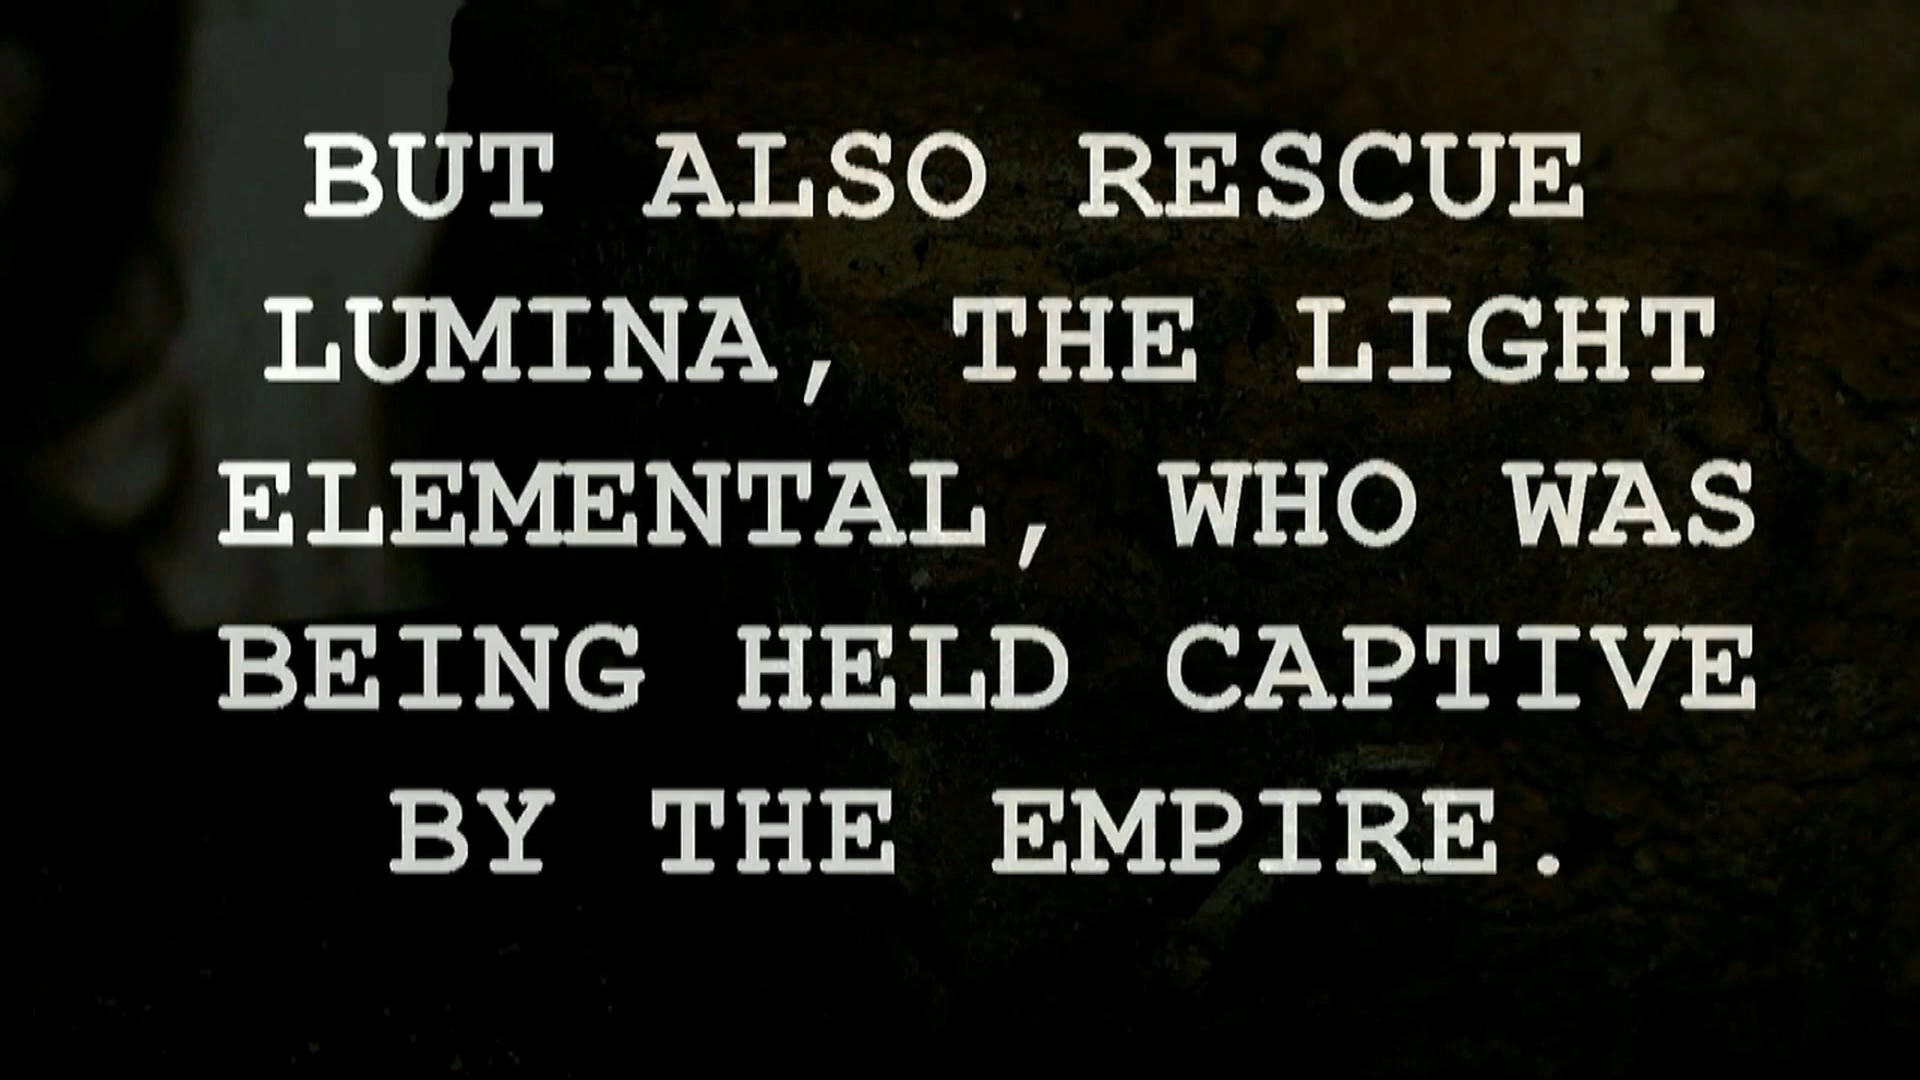 BUT ALSO RESCUE
LUMINA, THE LIGHT
ELEMENTAL, WHO WAS
BEING HELD CAPTIVE
BY THE EMPIRE.